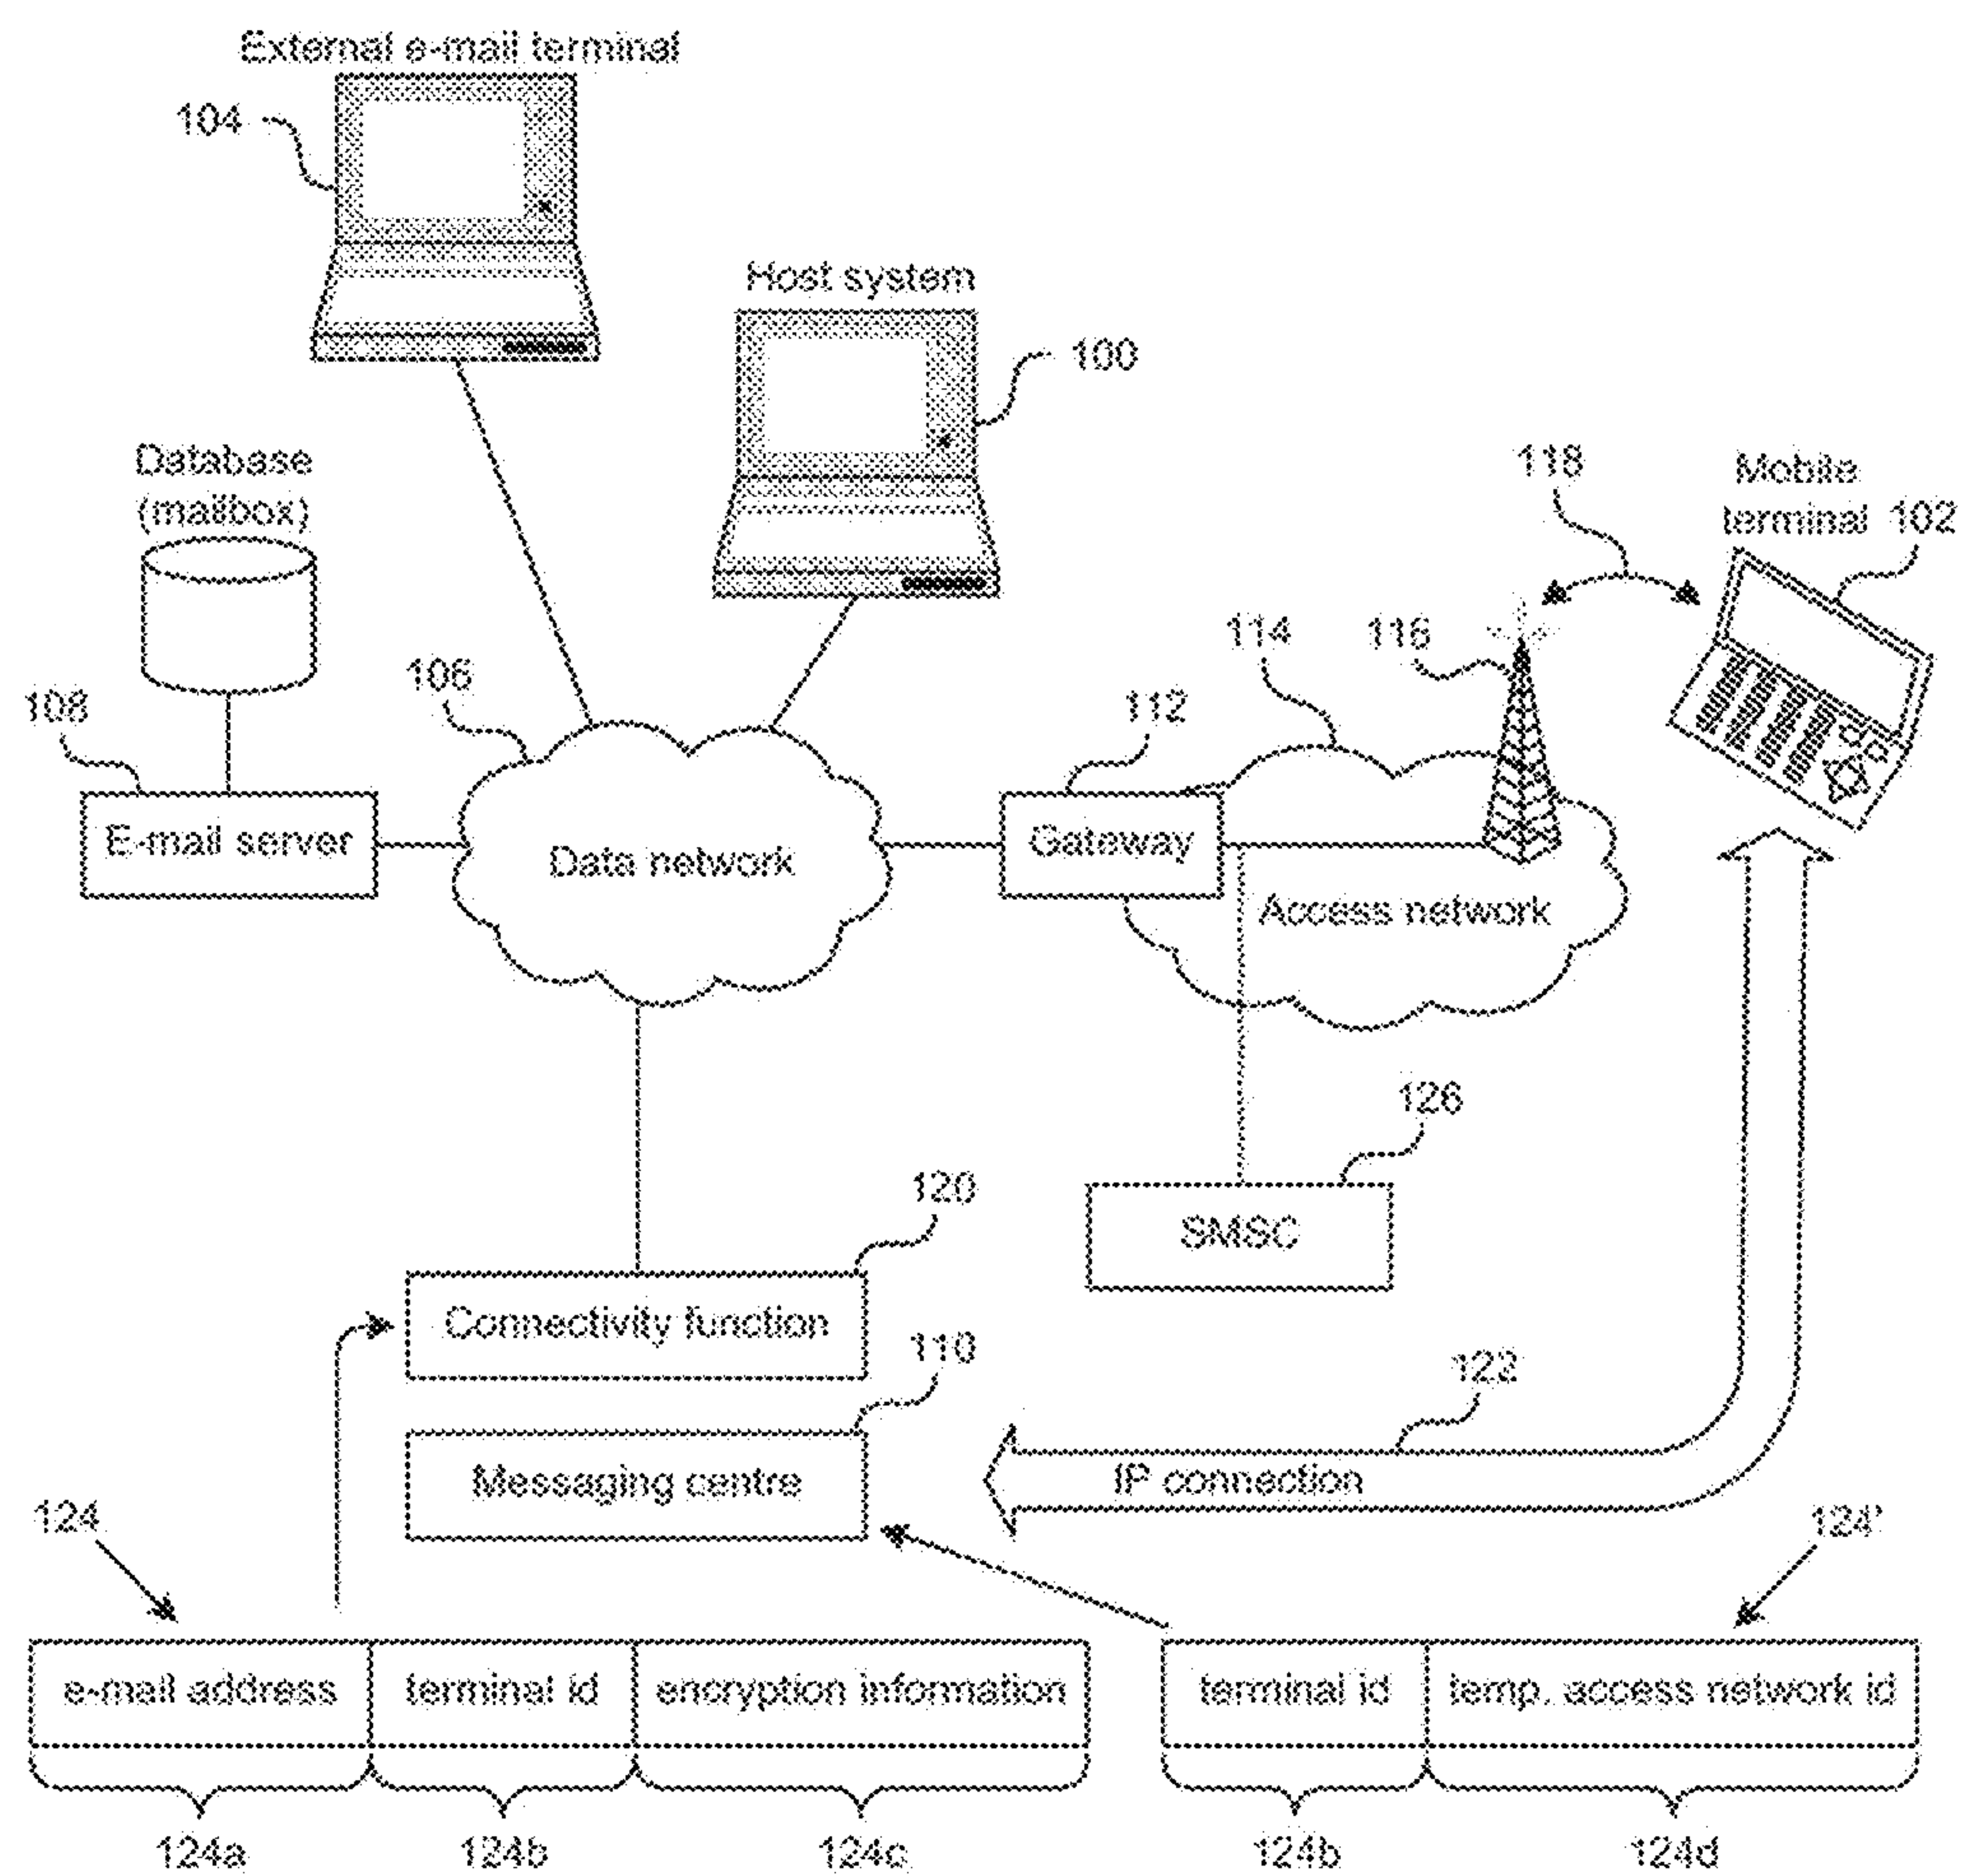 External e-mail terminal
104
Host system
100
Database
(mailbox)
118
Mobile
terminal 102
114
116
106
112
108
E-mail server
Data network
Gateway
Access network
126
120
SMSC
Connectivity function
110
122
Messaging centre
IP connection
124
124'
e-mail address terminal id encryption information
terminal id temp. access network id
124a 124b 124c
124b 124d